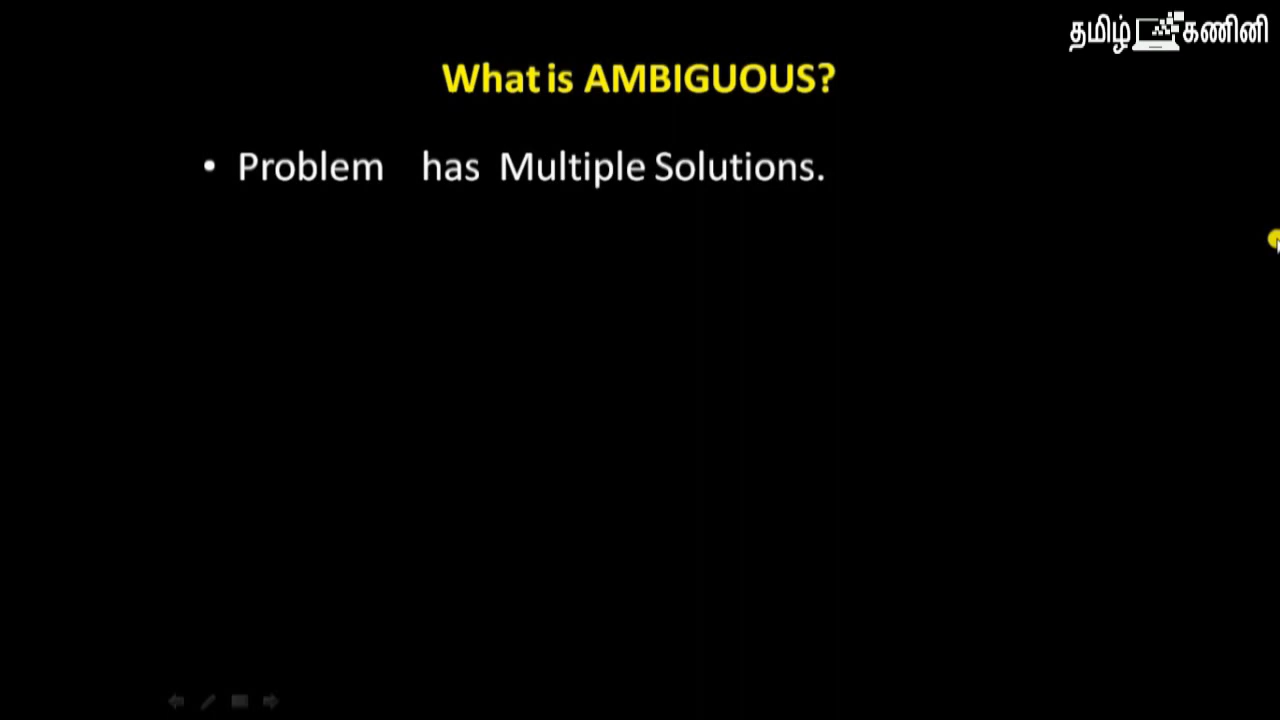 தமிழ் கணினி
What is AMBIGUOUS?
• Problem has Multiple Solutions.